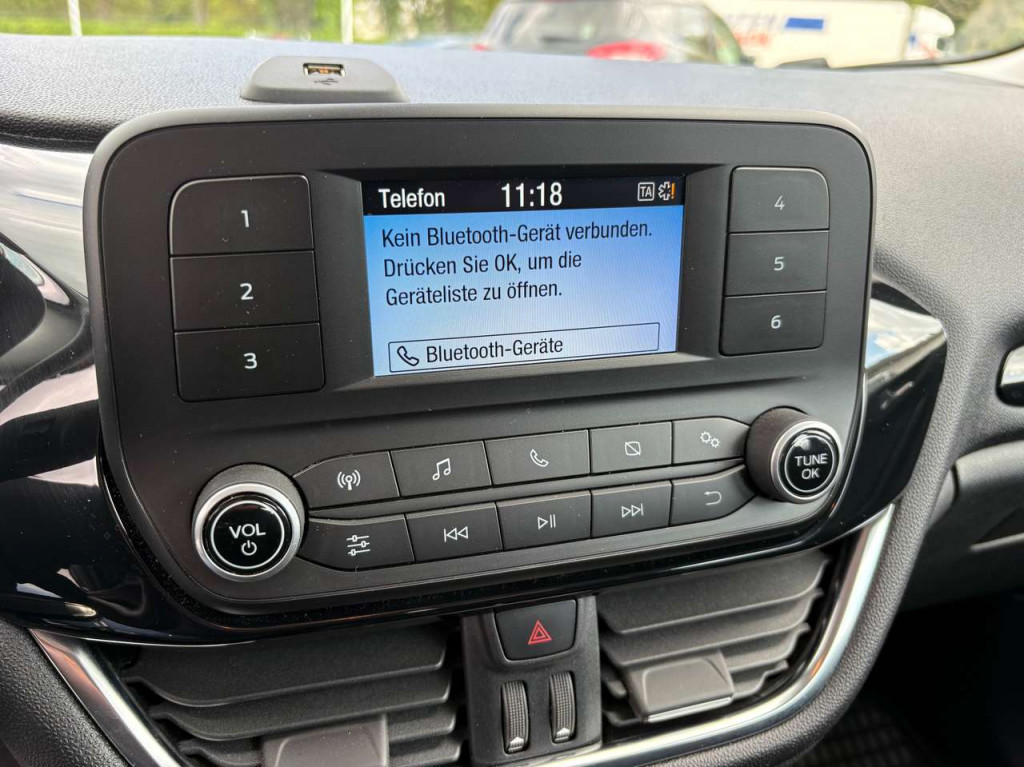 Telefon 11:18 TA
Kein Bluetooth-Gerät verbunden.
Drücken Sie OK, um die
Geräteliste zu öffnen.
Bluetooth-Geräte
1
2
3
4
5
6
VOL
TUNE
OK